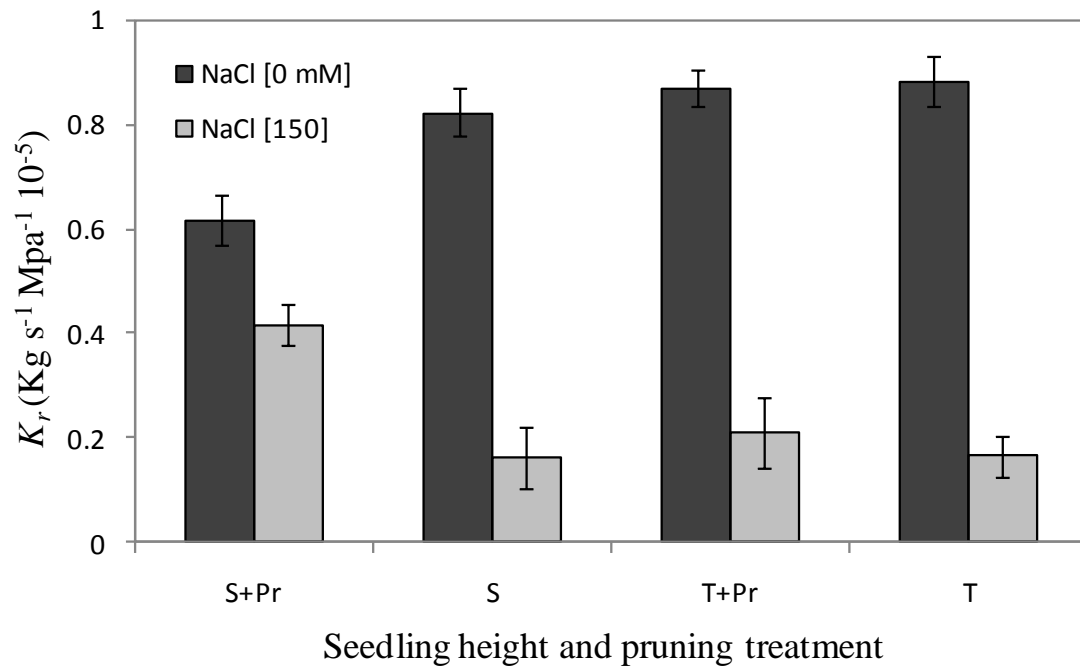 1
0.8
0.6
0.4
0.2
0
NaCl [0 mM]
NaCl [150]
Kr (Kg s-1 Mpa-1 10-5)
S+Pr S T+Pr T
Seedling height and pruning treatment